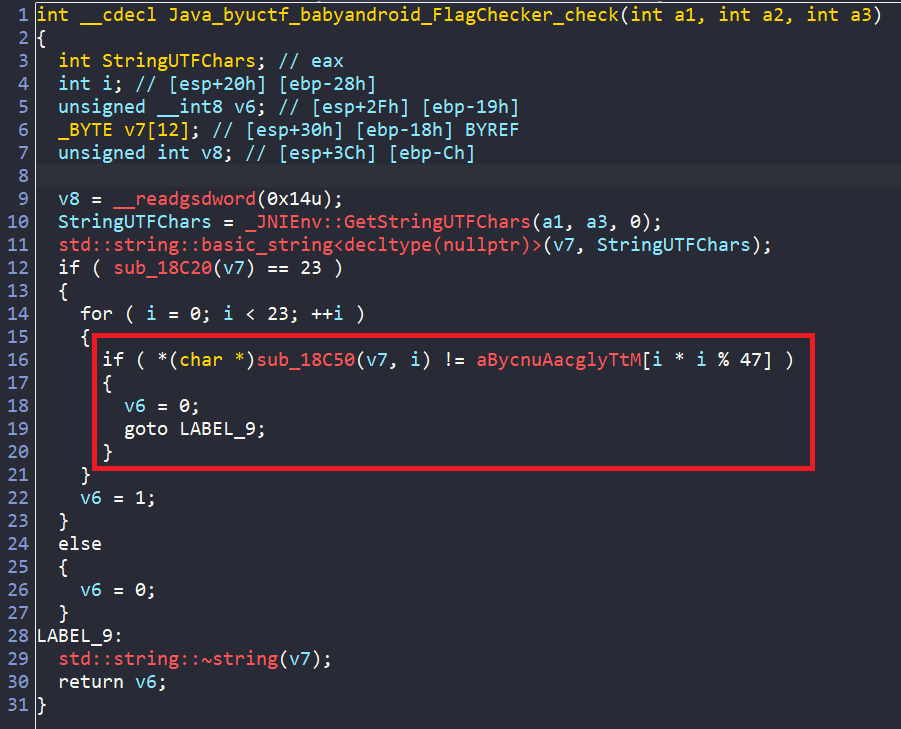 1 int __cdecl Java_byuctf_babyandroid_FlagChecker_check(int a1, int a2, int a3)
2 {
3   int StringUTFChars; // eax
4   int i; // [esp+20h] [ebp-28h]
5   unsigned __int8 v6; // [esp+2Fh] [ebp-19h]
6   _BYTE v7[12]; // [esp+30h] [ebp-18h] BYREF
7   unsigned int v8; // [esp+3Ch] [ebp-Ch]
8
9   v8 = __readgsdword(0x14u);
10   StringUTFChars = _JNIEnv::GetStringUTFChars(a1, a3, 0);
11   std::string::basic_string<decltype(nullptr)>(v7, StringUTFChars);
12   if ( sub_18C20(v7) == 23 )
13   {
14     for ( i = 0; i < 23; ++i )
15     {
16       if ( *(char *)sub_18C50(v7, i) != aBycnuAacglyTtM[i * i % 47] )
17       {
18         v6 = 0;
19         goto LABEL_9;
20       }
21     }
22     v6 = 1;
23   }
24   else
25   {
26     v6 = 0;
27   }
28 LABEL_9:
29   std::string::~string(v7);
30   return v6;
31 }